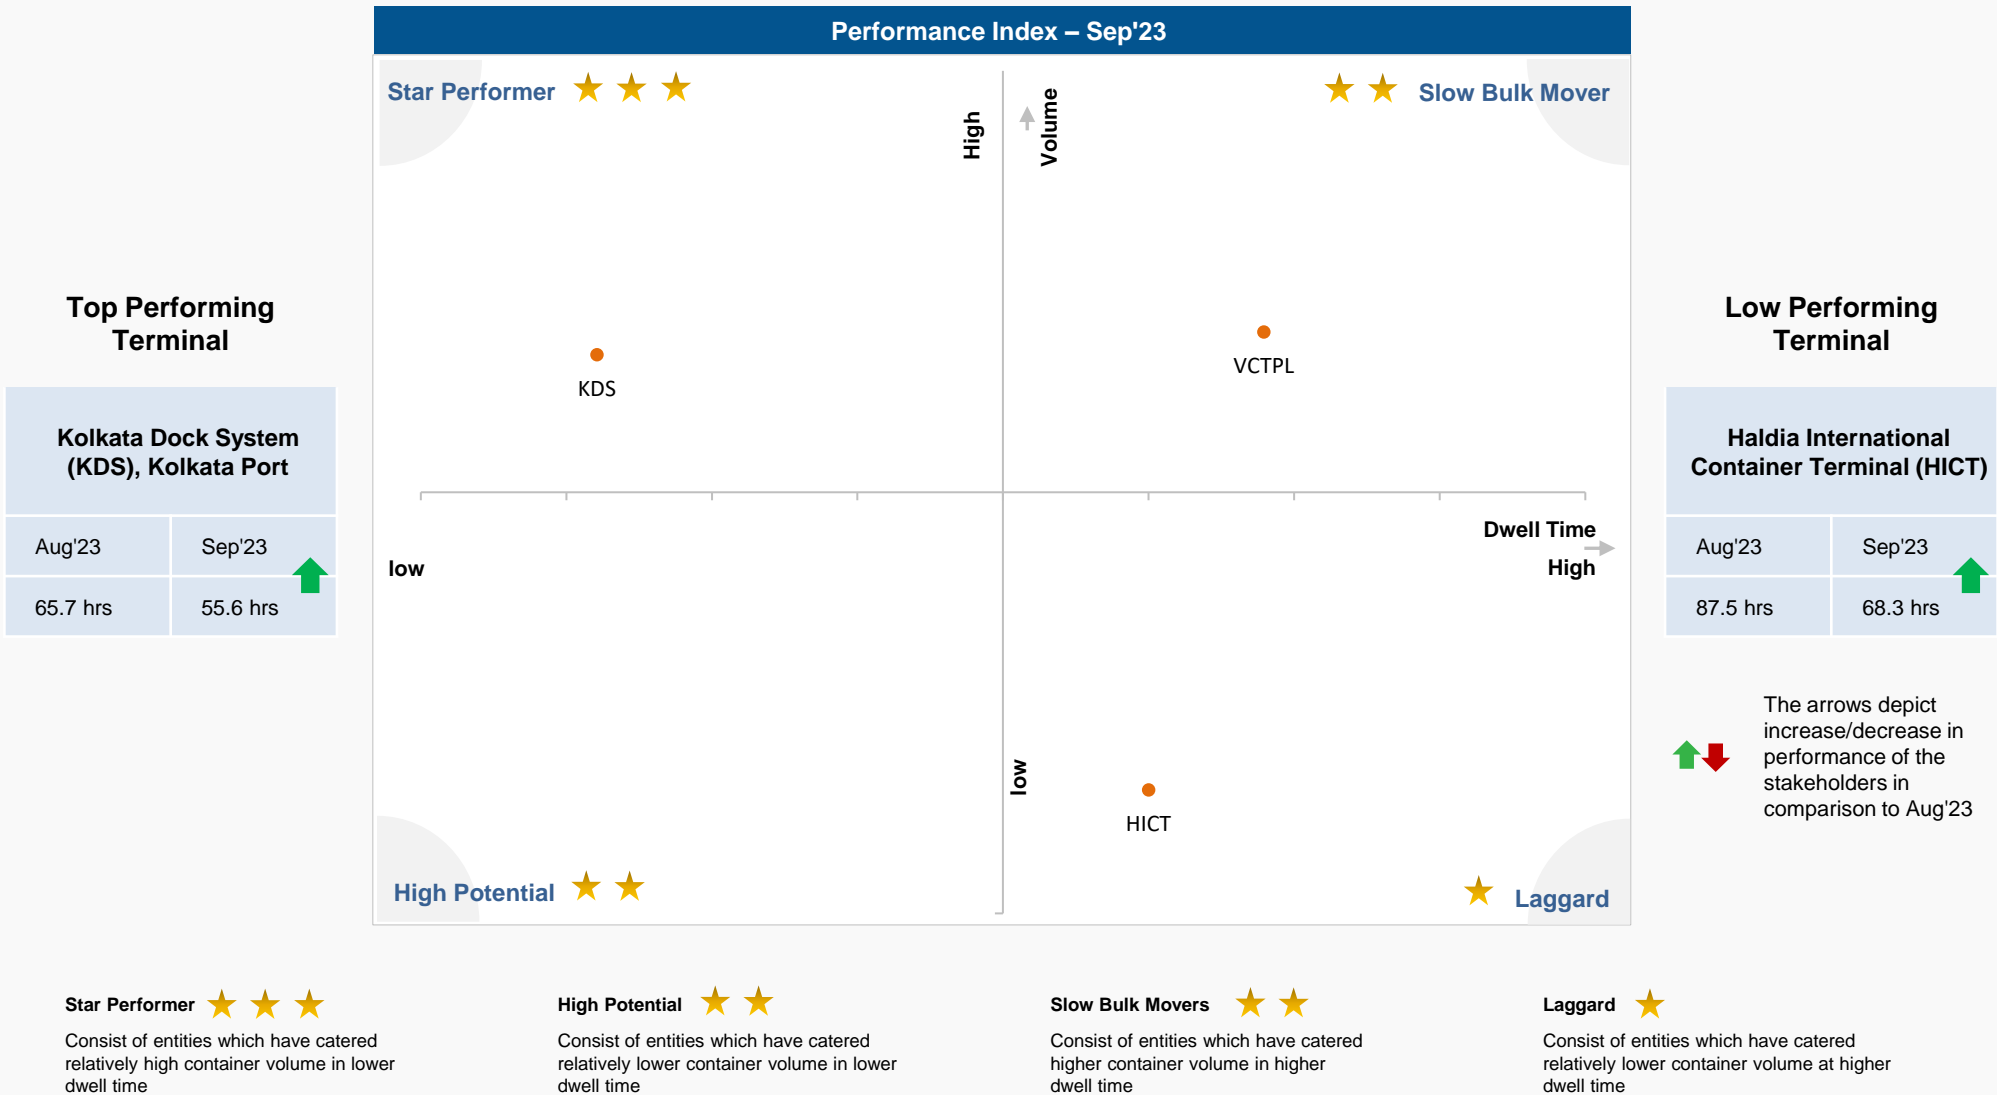 Performance Index – Sep'23
Star Performer
Slow Bulk Mover
High
Volume
KDS
VCTPL
Dwell Time
low
High
low
HICT
High Potential
Laggard
Top Performing
Terminal
Kolkata Dock System
(KDS), Kolkata Port
Aug'23
Sep'23
65.7 hrs
55.6 hrs
Low Performing
Terminal
Haldia International
Container Terminal (HICT)
Aug'23
Sep'23
87.5 hrs
68.3 hrs
The arrows depict
increase/decrease in
performance of the
stakeholders in
comparison to Aug'23
Star Performer
Consist of entities which have catered
relatively high container volume in lower
dwell time
High Potential
Consist of entities which have catered
relatively lower container volume in lower
dwell time
Slow Bulk Movers
Consist of entities which have catered
higher container volume in higher
dwell time
Laggard
Consist of entities which have catered
relatively lower container volume at higher
dwell time